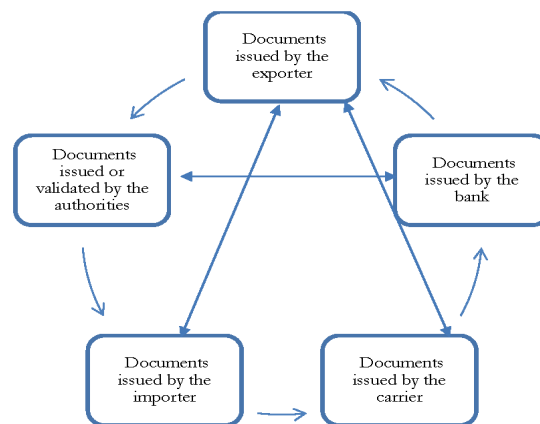 Documents
issued by the
exporter
Documents
issued or
validated by the
authorities
Documents
issued by the
bank
Documents
issued by the
importer
Documents
issued by the
carrier